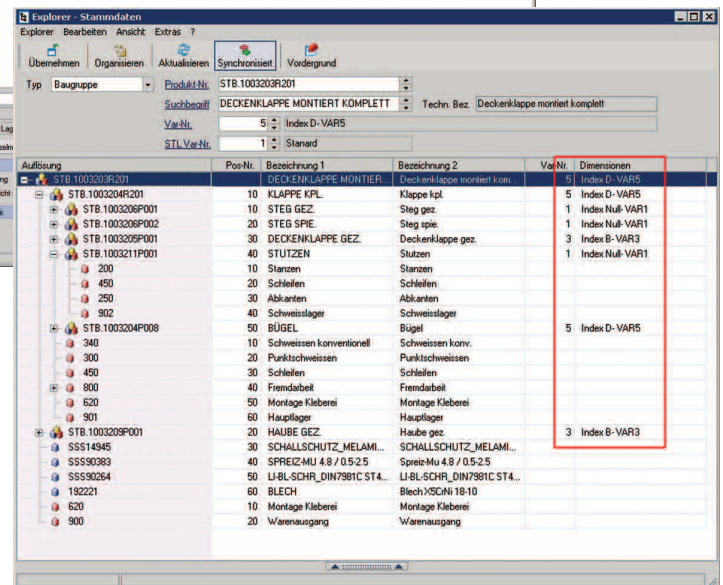 Explorer - Stammdaten
Explorer Bearbeiten Ansicht Extras ?
Übernehmen Organisieren Aktualisieren Synchronisiert Vordergrund
Typ Baugruppe Produkt-Nr. STB.1003203R201
Suchbegriff DECKENKLAPPE MONTIERT KOMPLETT Techn. Bez. Deckenklappe montiert komplett
Var-Nr. 5 Index D-VAR5
STL Var-Nr. 1 Stanard
Auflösung Pos-Nr. Bezeichnung 1 Bezeichnung 2 Var-Nr. Dimensionen
STB.1003203R201 DECKENKLAPPE MONTIER... Deckenklappe montiert kom... 5 Index D-VAR5
STB.1003204R201 10 KLAPPE KPL. Klappe kpl. 5 Index D-VAR5
STB.1003206P001 10 STEG GEZ. Steg gez. 1 Index Null-VAR1
STB.1003206P002 20 STEG SPIE. Steg spie. 1 Index Null-VAR1
STB.1003205P001 30 DECKENKLAPPE GEZ. Deckenklappe gez. 3 Index B-VAR3
STB.1003211P001 40 STUTZEN Stutzen 1 Index Null-VAR1
200 10 Stanzen Stanzen
450 20 Schleifen Schleifen
250 30 Abkanten Abkanten
902 40 Schweisslager Schweisslager
STB.1003204P008 50 BÜGEL Bügel 5 Index D-VAR5
340 10 Schweissen konventionell Schweissen konv.
300 20 Punktschweissen Punktschweissen
450 30 Schleifen Schleifen
800 40 Fremdarbeit Fremdarbeit
620 50 Montage Kleberei Montage Kleberei
901 60 Hauptlager Hauptlager
STB.1003209P001 20 HAUBE GEZ. Haube gez. 3 Index B-VAR3
SSS14945 30 SCHALLSCHUTZ_MELAMI... SCHALLSCHUTZ_MELAMI...
SSS90383 40 SPREIZ-MU 4.8 / 0.5-2.5 Spreiz-Mu 4.8 / 0.5-2.5
SSS90264 50 LI-BL-SCHR_DIN7981C ST4... LI-BL-SCHR_DIN7981C ST4...
192221 60 BLECH Blech X5CrNi 18-10
620 10 Montage Kleberei Montage Kleberei
900 20 Warenausgang Warenausgang